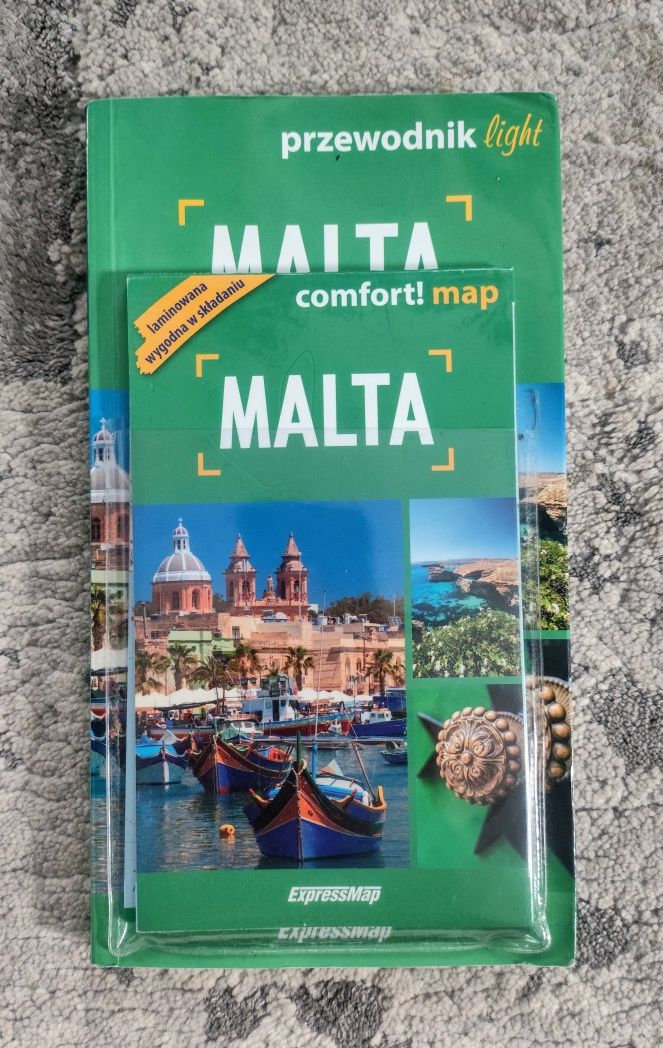 przewodnik light
MALTA
laminowana
wygodna w składaniu
comfort! map
MALTA
ExpressMap
ExpressMap